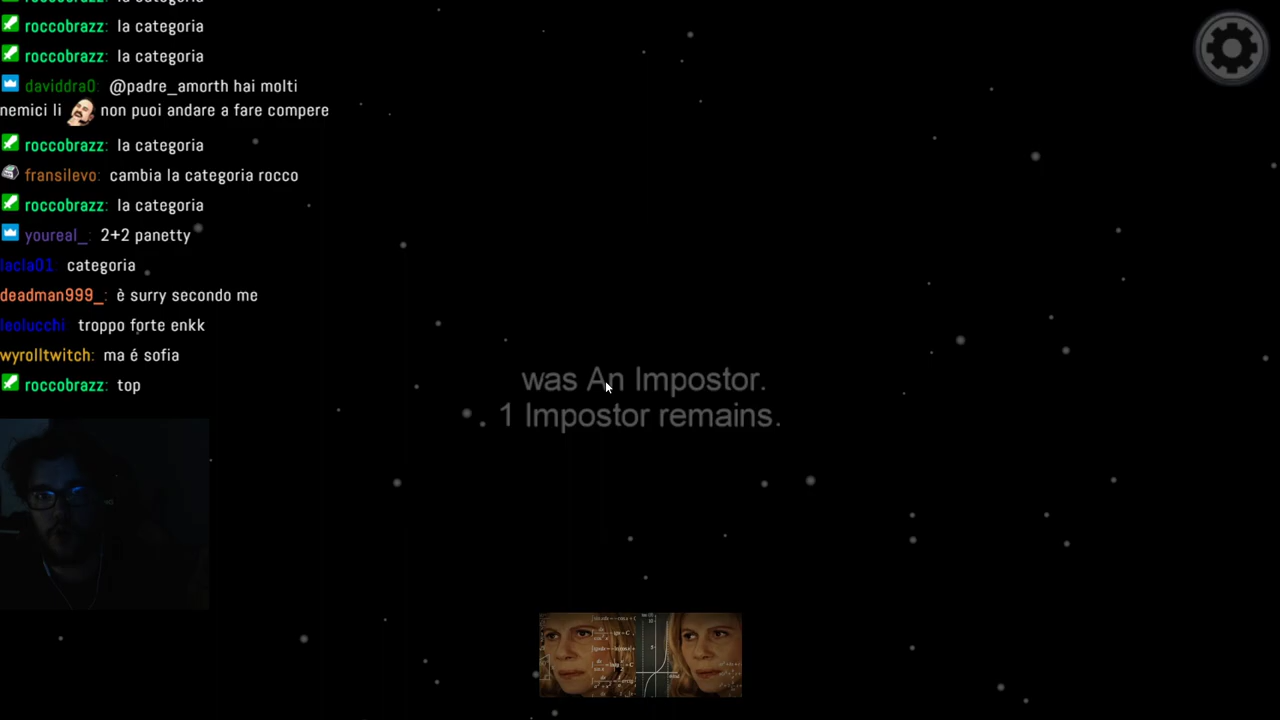 roccobrazz: la categoria
roccobrazz: la categoria
daviddra0: @padre_amorth hai molti
nemici li non puoi andare a fare compere
roccobrazz: la categoria
fransilevo: cambia la categoria rocco
roccobrazz: la categoria
youreal_: 2+2 panetty
lacla01: categoria
deadman999_: è surry secondo me
leolucchi: troppo forte enkk
wyrolltwitch: ma é sofia
roccobrazz: top
was An Impostor.
1 Impostor remains.